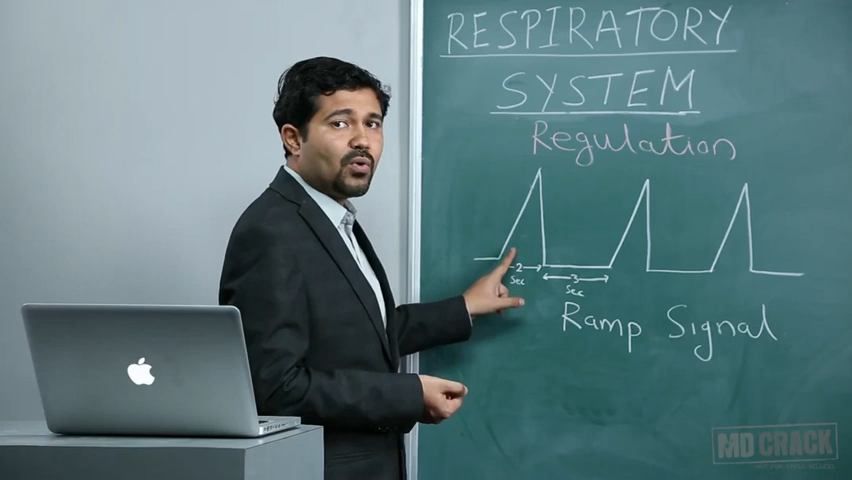 RESPIRATORY
SYSTEM
Regulation
2
Sec
3
Sec
Ramp Signal
MD CRACK